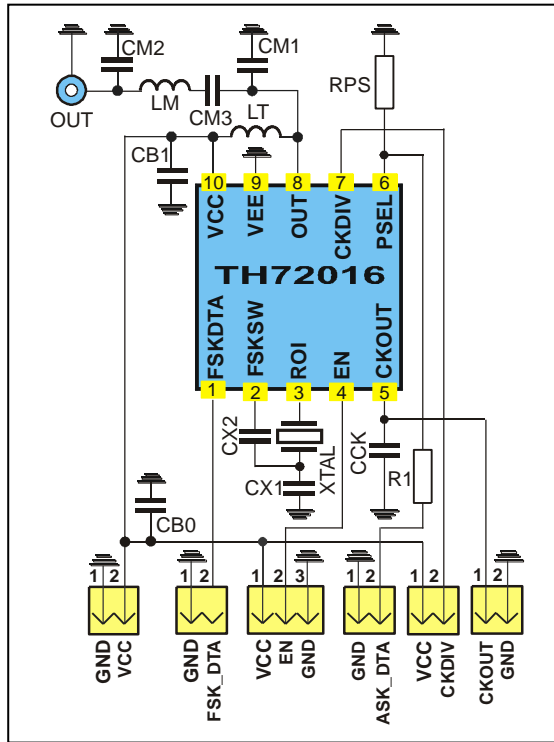 CM2
CM1
RPS
LM
CM3
LT
OUT
CB1
10 9 8 7 6
VCC VEE OUT CKDIV PSEL
TH72016
FSKDTA FSKSW ROI EN CKOUT
1 2 3 4 5
CX2
XTAL
CX1
CCK
R1
CB0
1 2 1 2 1 2 3 1 2 1 2 1 2
GND VCC GND FSK_DTA VCC EN GND GND ASK_DTA VCC CKDIV CKOUT GND